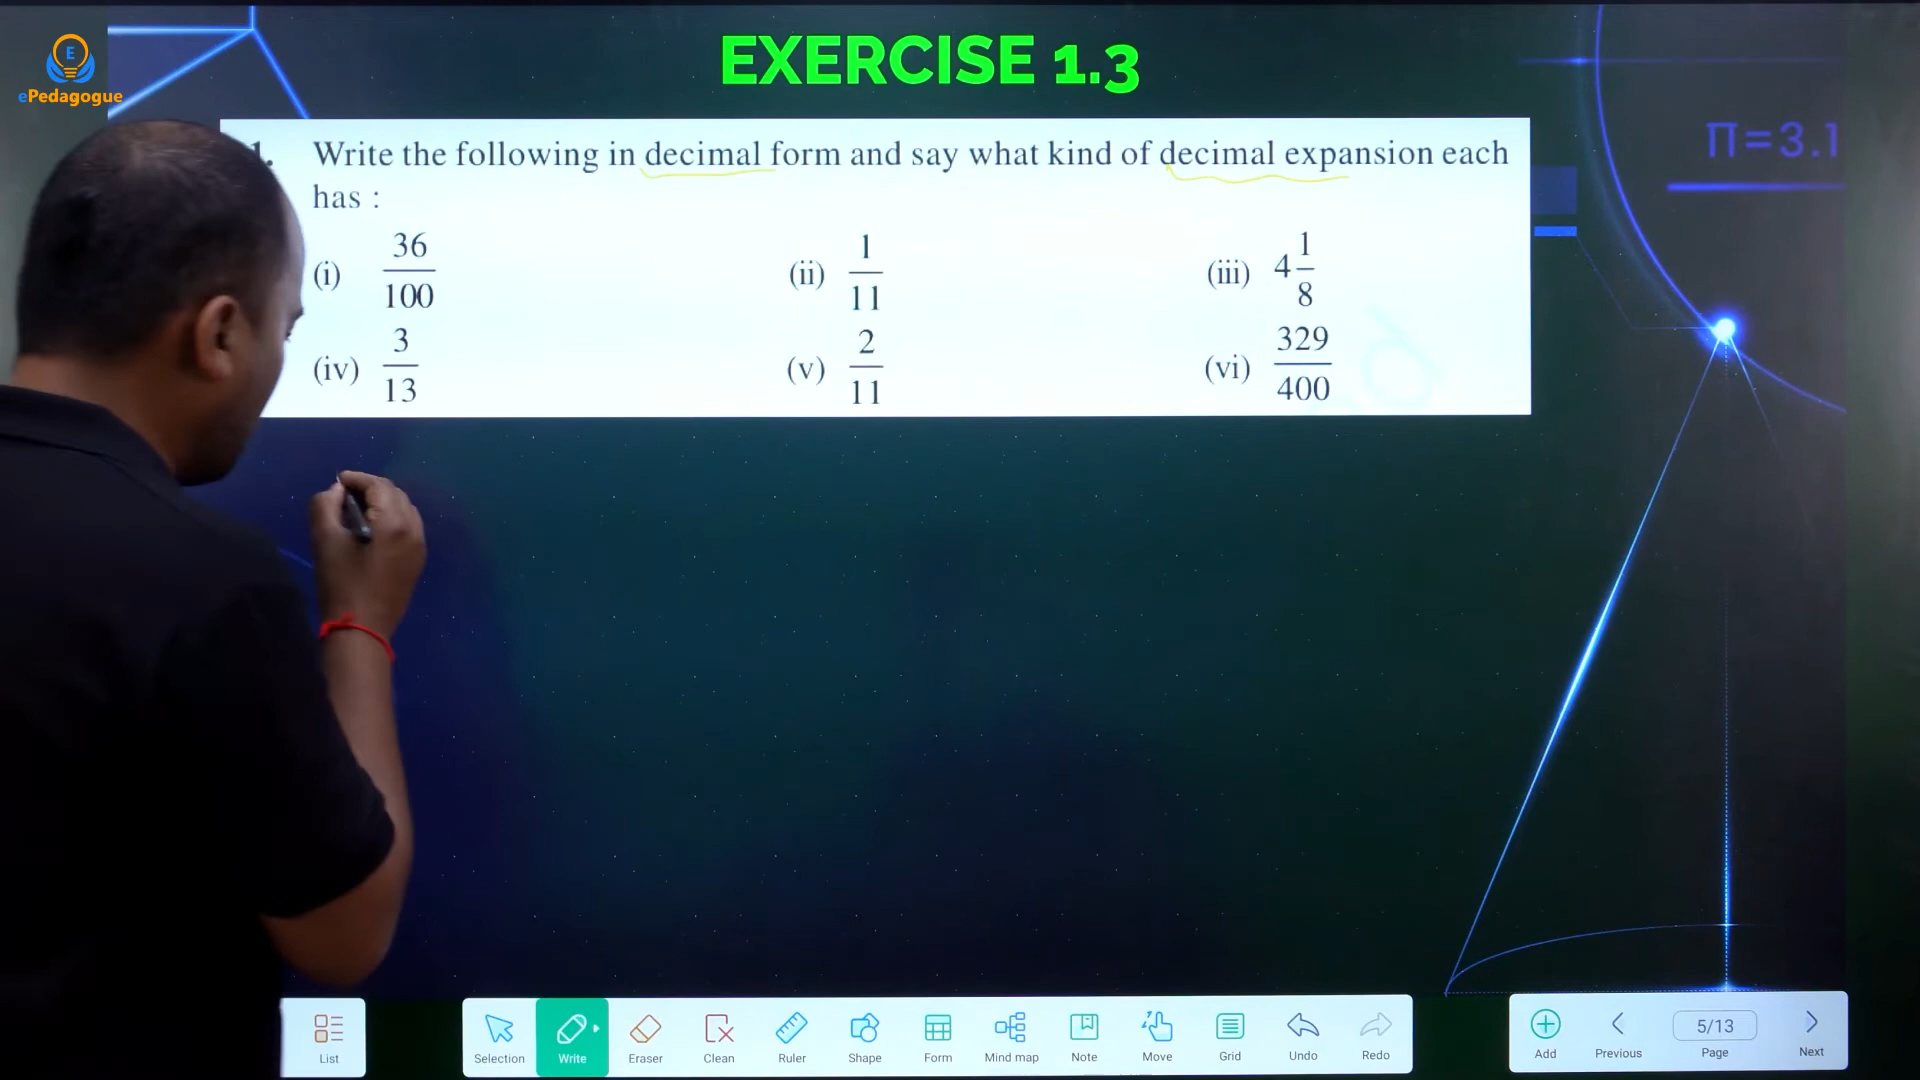 E
ePedagogue
EXERCISE 1.3
Π=3.1
1. Write the following in decimal form and say what kind of decimal expansion each
has :
(i) 36/100 (ii) 1/11 (iii) 4 1/8
(iv) 3/13 (v) 2/11 (vi) 329/400
List
Selection
Write
Eraser
Clean
Ruler
Shape
Form
Mind map
Note
Move
Grid
Undo
Redo
Add
Previous
5/13
Page
Next